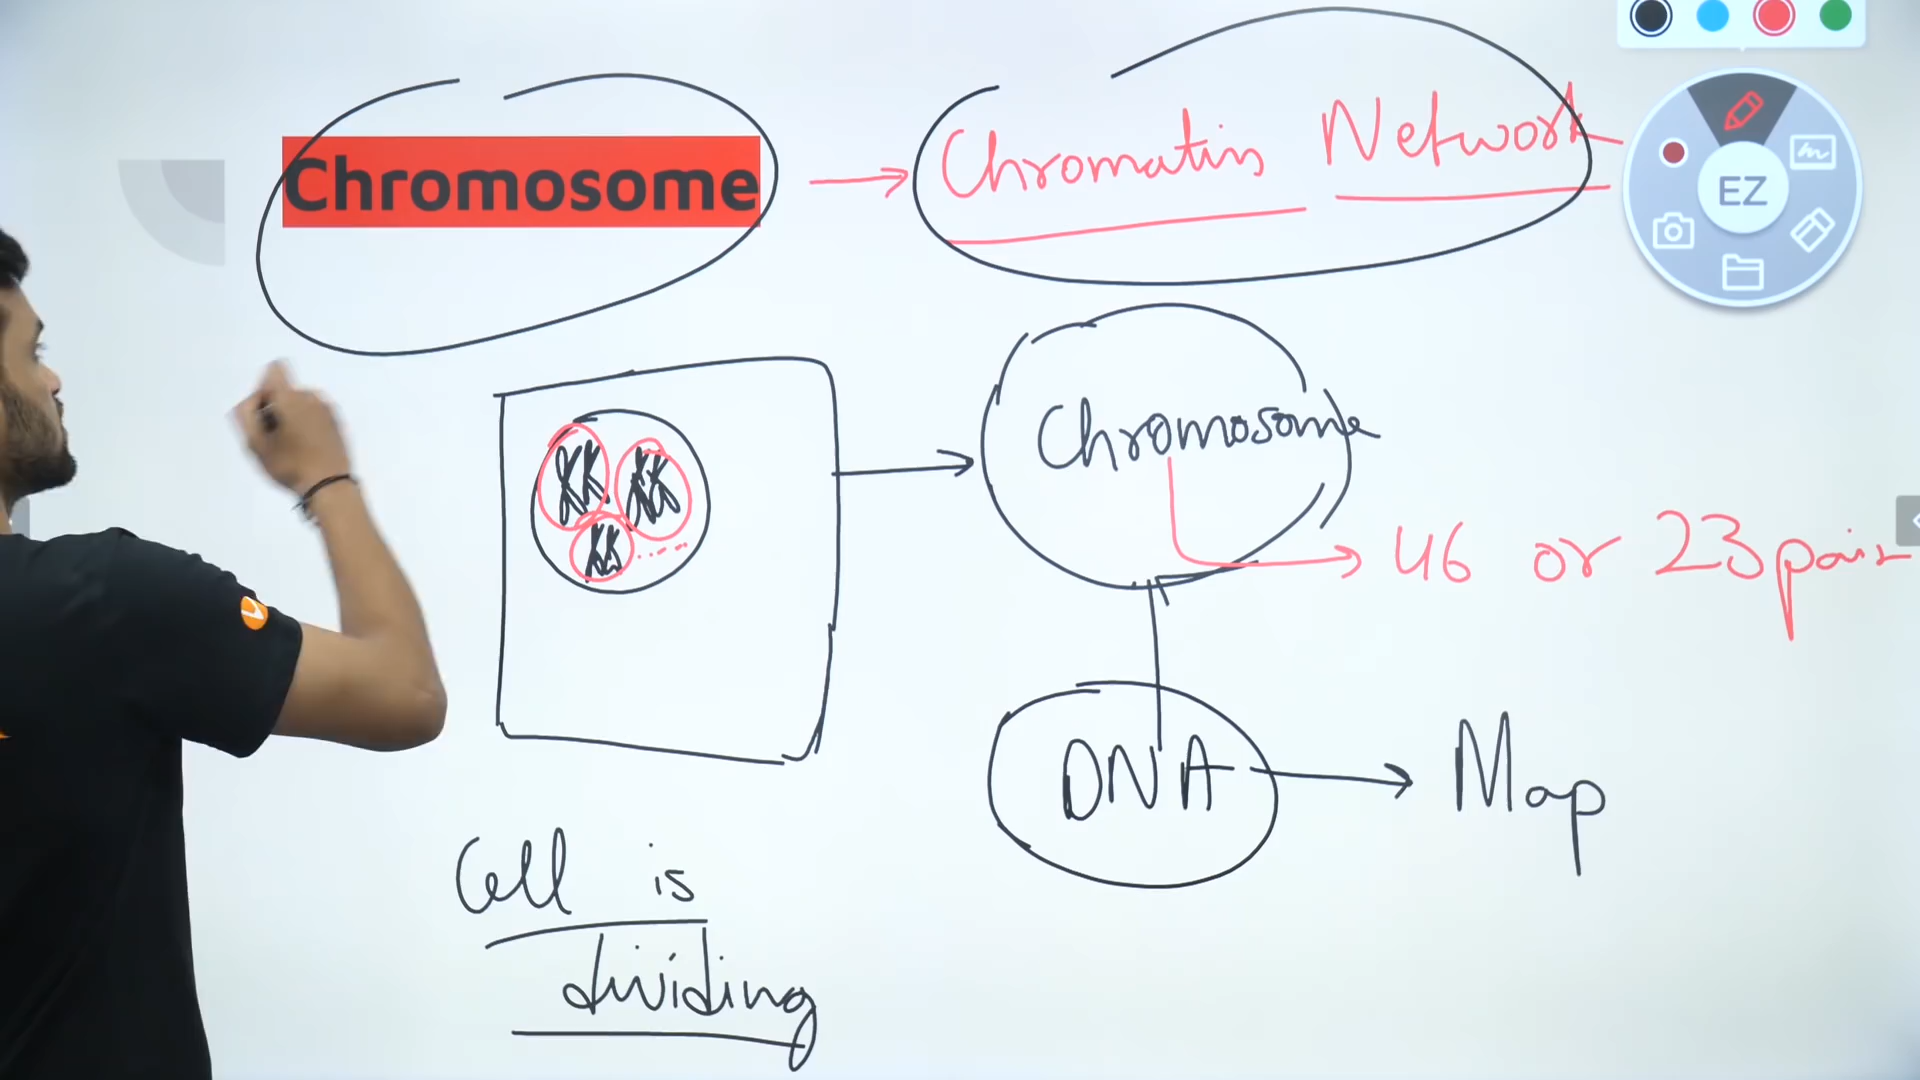 Chromosome → Chromatin Network
EZ
Chromosome
46 or 23 pair
DNA → Map
Cell is
dividing